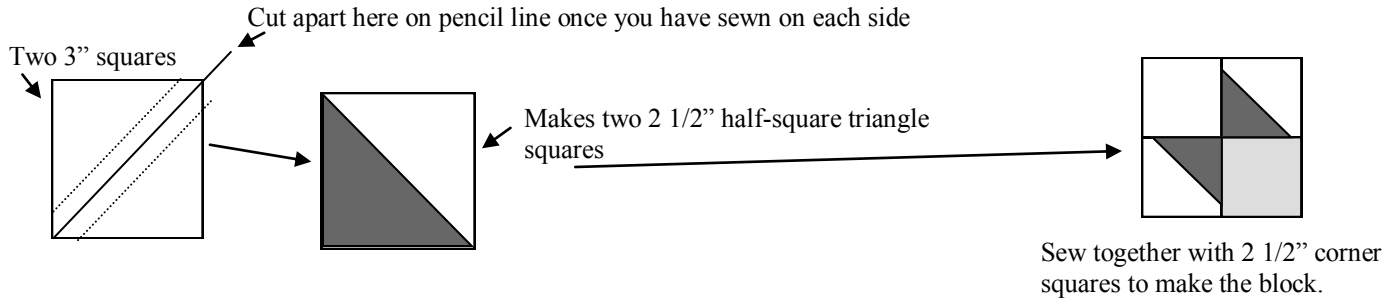 Cut apart here on pencil line once you have sewn on each side
Two 3” squares
Makes two 2 1/2” half-square triangle
squares
Sew together with 2 1/2” corner
squares to make the block.